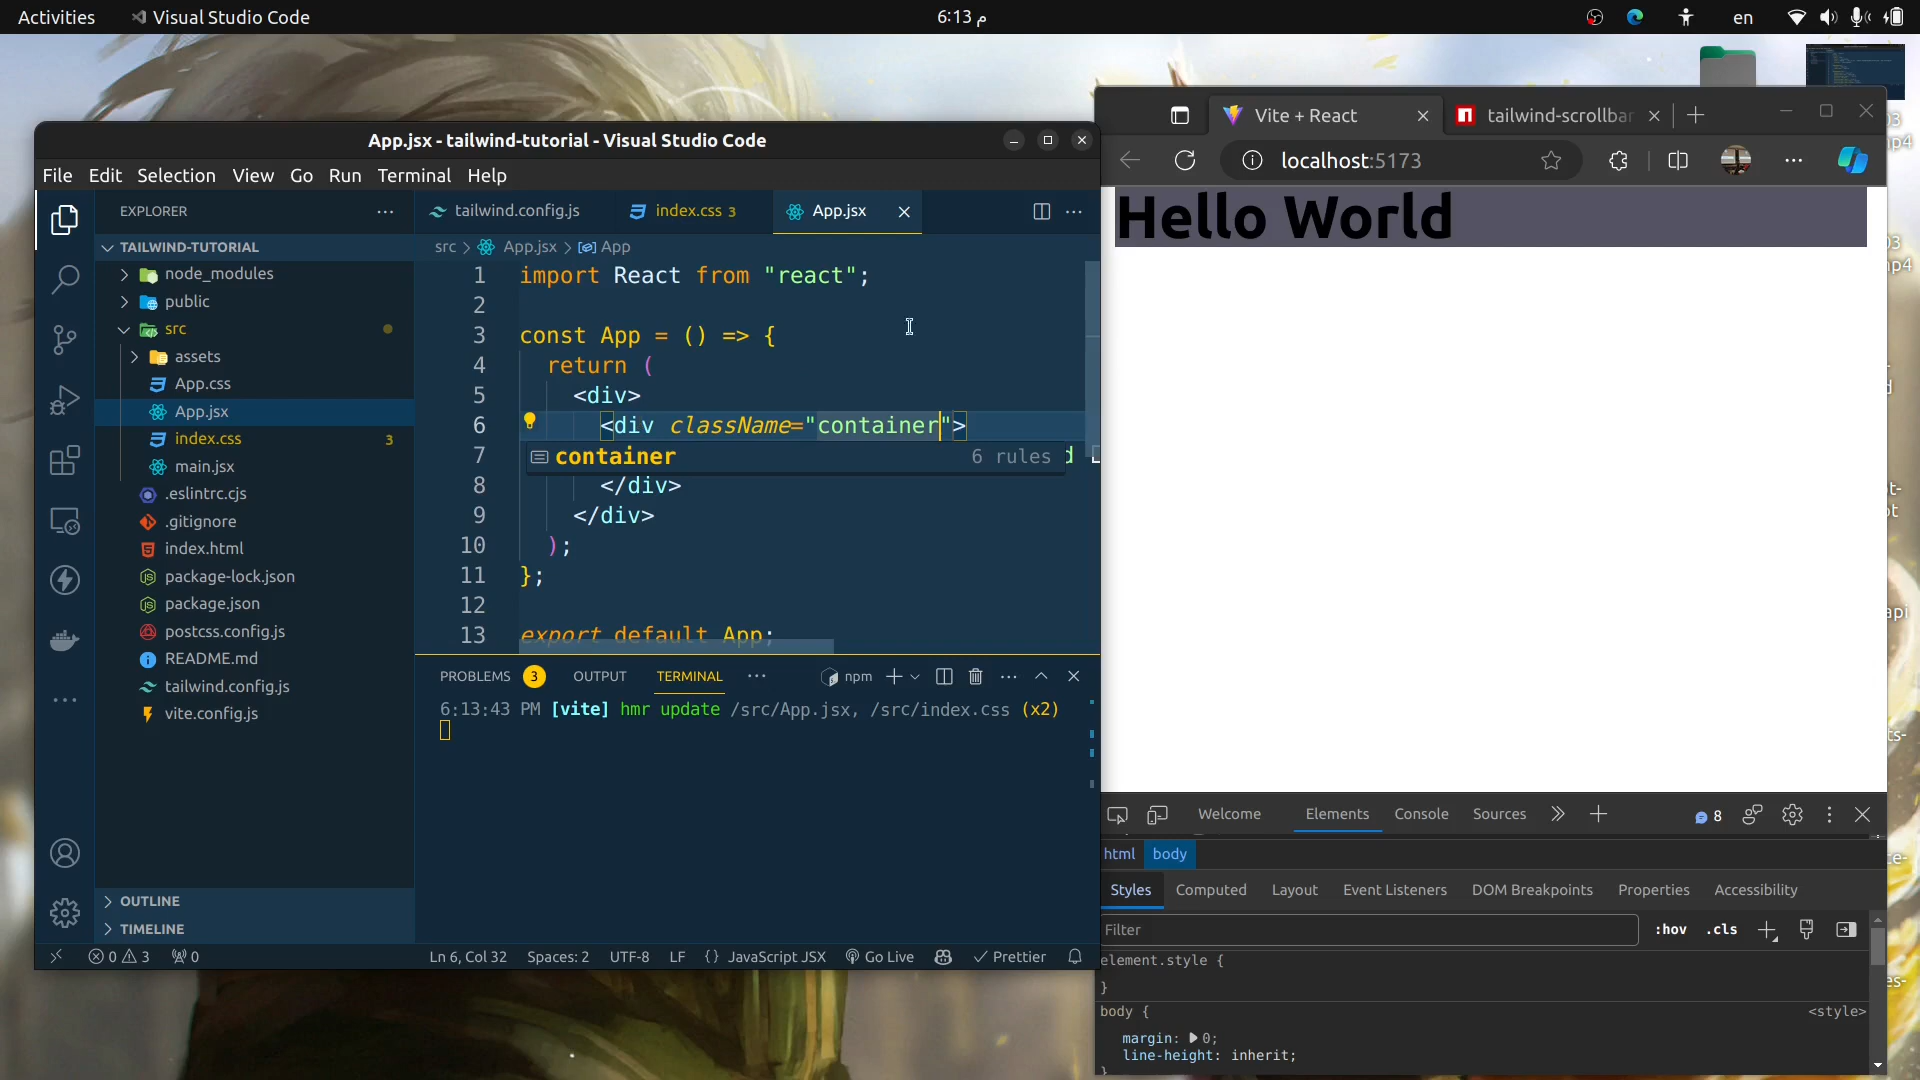 Activities
Visual Studio Code
6:13 م
en
App.jsx - tailwind-tutorial - Visual Studio Code
File Edit Selection View Go Run Terminal Help
EXPLORER
TAILWIND-TUTORIAL
node_modules
public
src
assets
App.css
App.jsx
index.css 3
main.jsx
.eslintrc.cjs
.gitignore
index.html
package-lock.json
package.json
postcss.config.js
README.md
tailwind.config.js
vite.config.js
OUTLINE
TIMELINE
tailwind.config.js
index.css 3
App.jsx
src > App.jsx > App
1 import React from "react";
2
3 const App = () => {
4 return (
5 <div>
6 <div className="container">
7
container 6 rules
8 </div>
9 </div>
10 );
11 };
12
13 export default App;
PROBLEMS 3 OUTPUT TERMINAL
npm
6:13:43 PM [vite] hmr update /src/App.jsx, /src/index.css (x2)
0 3 0
Ln 6, Col 32 Spaces: 2 UTF-8 LF {} JavaScript JSX Go Live Prettier
Vite + React
tailwind-scrollbar
localhost:5173
Hello World
Welcome Elements Console Sources
8
html body
Styles Computed Layout Event Listeners DOM Breakpoints Properties Accessibility
Filter
:hov .cls
element.style {
}
body { <style>
margin: 0;
line-height: inherit;
}